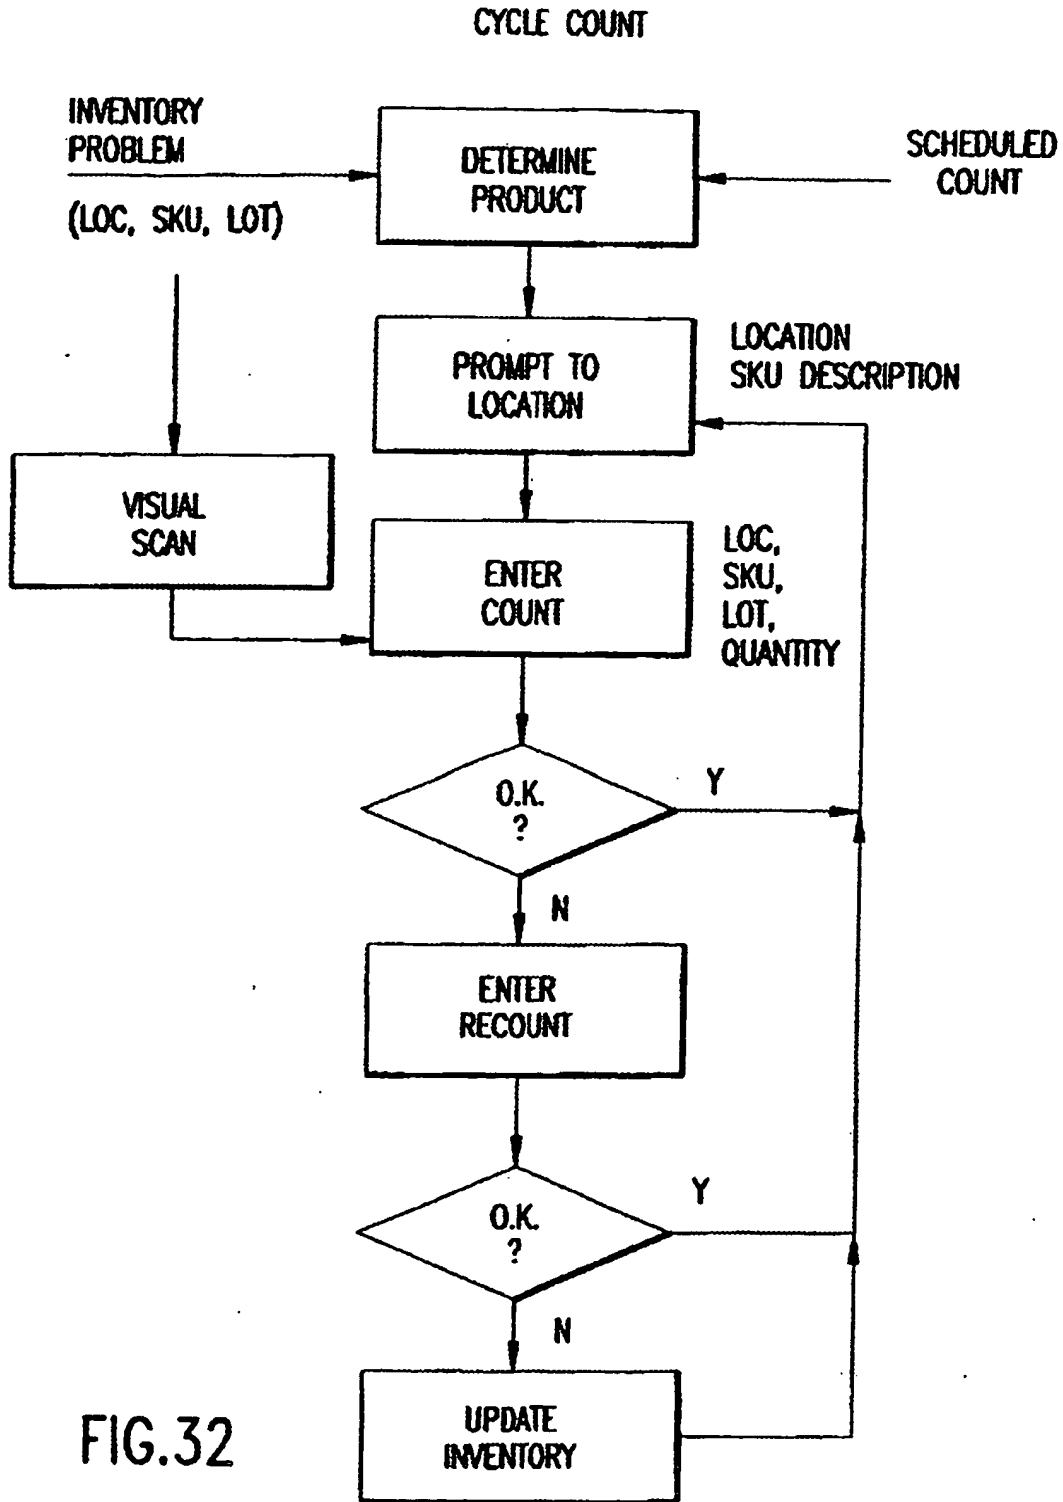 CYCLE COUNT
INVENTORY
PROBLEM
(LOC, SKU, LOT)
DETERMINE
PRODUCT
SCHEDULED
COUNT
PROMPT TO
LOCATION
LOCATION
SKU DESCRIPTION
VISUAL
SCAN
ENTER
COUNT
LOC,
SKU,
LOT,
QUANTITY
O.K.
?
Y
N
ENTER
RECOUNT
O.K.
?
Y
N
UPDATE
INVENTORY
FIG.32